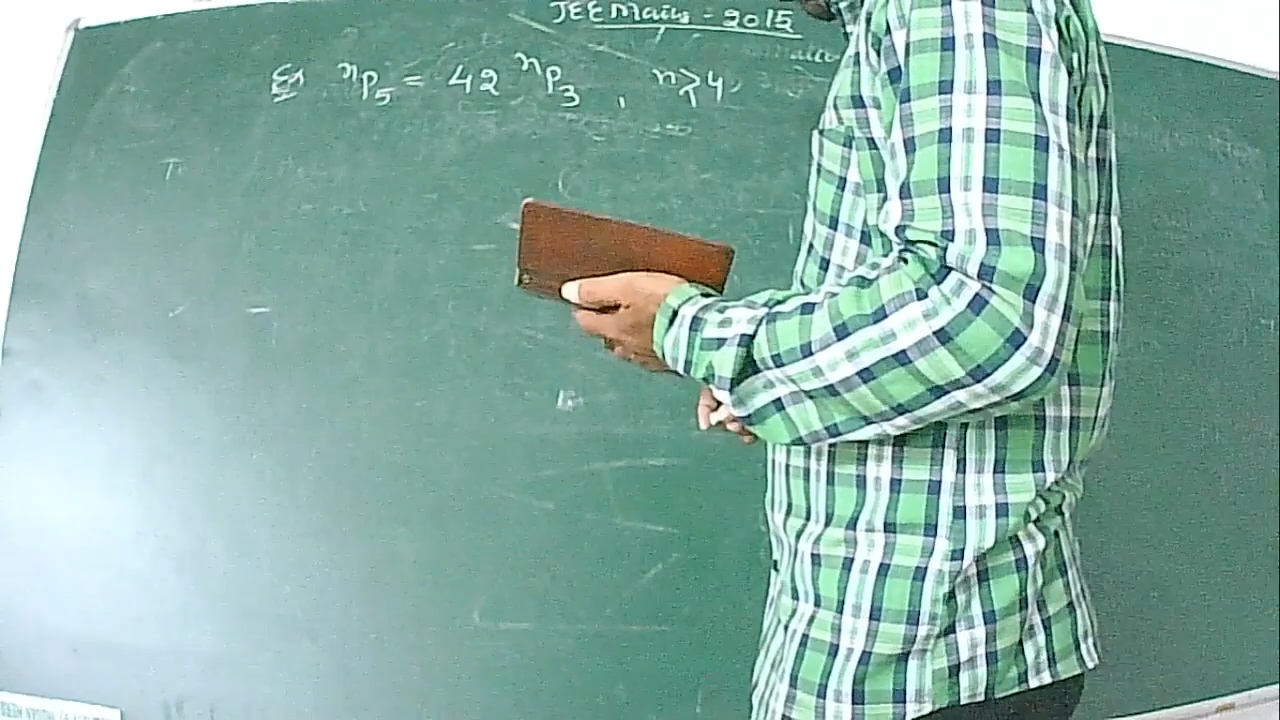 JEE Mains - 2015
Ex ⁿP₅ = 42 ⁿP₃ , n > 4,